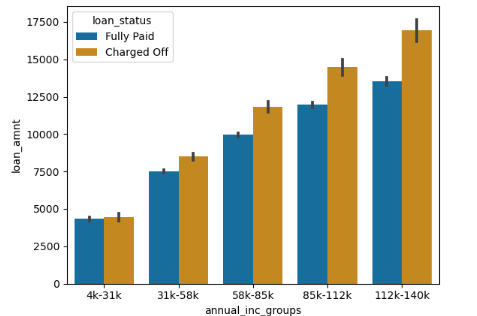 loan_status
Fully Paid
Charged Off
17500
15000
12500
10000
7500
5000
2500
0
loan_amnt
4k-31k 31k-58k 58k-85k 85k-112k 112k-140k
annual_inc_groups